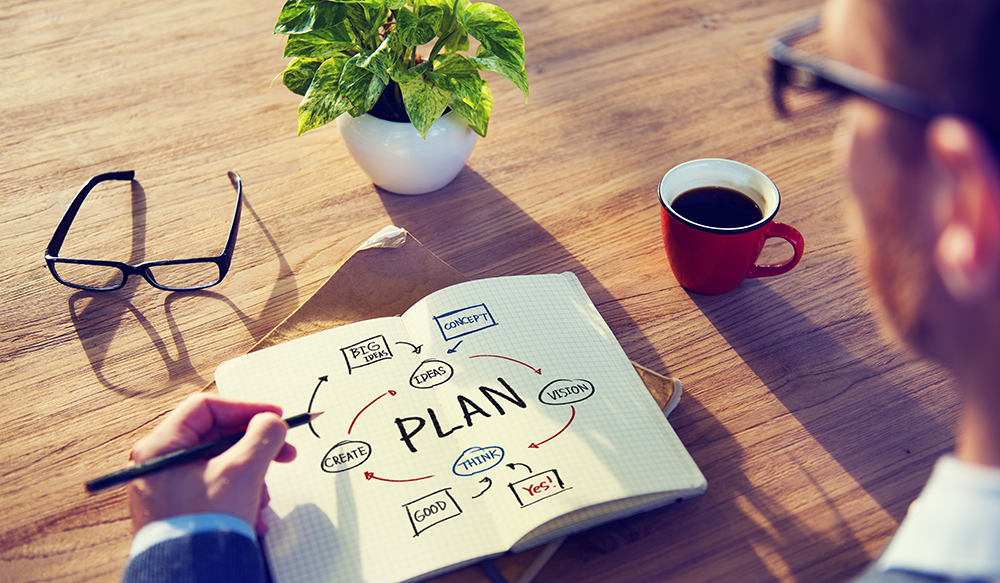 CONCEPT
BIG
IDEAS
IDEAS
VISION
PLAN
CREATE
THINK
GOOD
Yes!